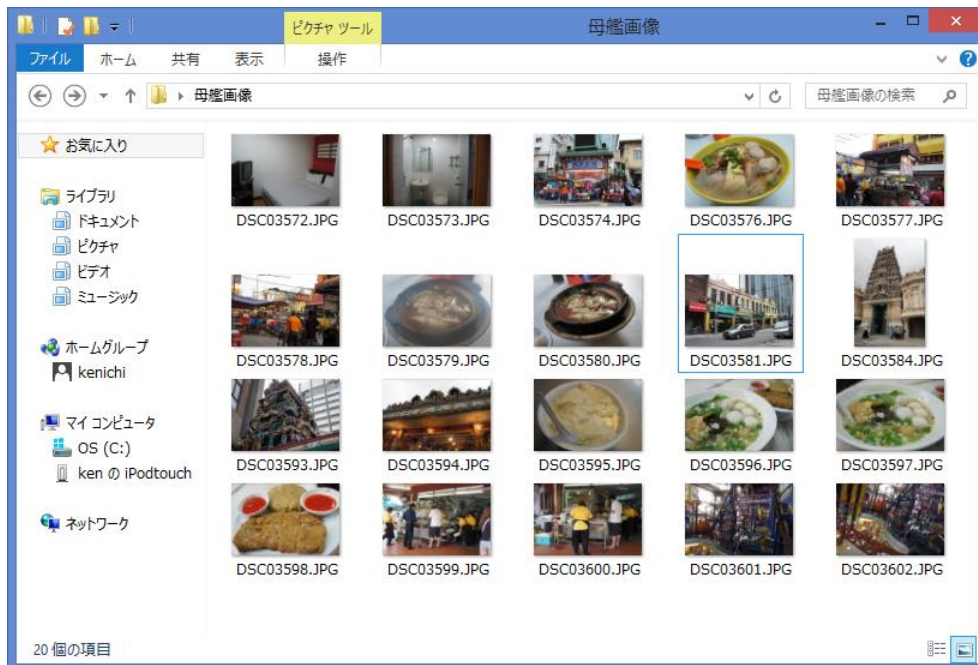 ピクチャ ツール
母艦画像
ファイル
ホーム
共有
表示
操作
母艦画像
母艦画像の検索
お気に入り
ライブラリ
ドキュメント
ピクチャ
ビデオ
ミュージック
ホームグループ
kenichi
マイ コンピュータ
OS (C:)
ken の iPodtouch
ネットワーク
DSC03572.JPG
DSC03573.JPG
DSC03574.JPG
DSC03576.JPG
DSC03577.JPG
DSC03578.JPG
DSC03579.JPG
DSC03580.JPG
DSC03581.JPG
DSC03584.JPG
DSC03593.JPG
DSC03594.JPG
DSC03595.JPG
DSC03596.JPG
DSC03597.JPG
DSC03598.JPG
DSC03599.JPG
DSC03600.JPG
DSC03601.JPG
DSC03602.JPG
20 個の項目